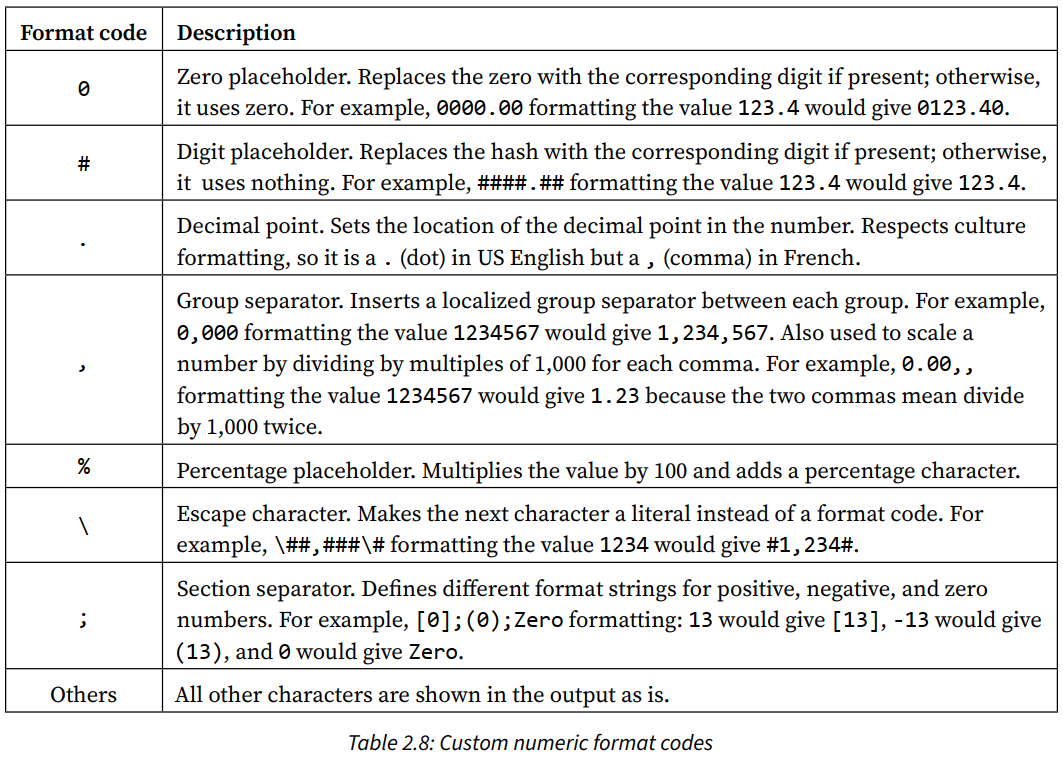 Format code Description
0 Zero placeholder. Replaces the zero with the corresponding digit if present; otherwise,
it uses zero. For example, 0000.00 formatting the value 123.4 would give 0123.40.
# Digit placeholder. Replaces the hash with the corresponding digit if present; otherwise,
it uses nothing. For example, ####.## formatting the value 123.4 would give 123.4.
. Decimal point. Sets the location of the decimal point in the number. Respects culture
formatting, so it is a . (dot) in US English but a , (comma) in French.
, Group separator. Inserts a localized group separator between each group. For example,
0,000 formatting the value 1234567 would give 1,234,567. Also used to scale a
number by dividing by multiples of 1,000 for each comma. For example, 0.00,,
formatting the value 1234567 would give 1.23 because the two commas mean divide
by 1,000 twice.
% Percentage placeholder. Multiplies the value by 100 and adds a percentage character.
\ Escape character. Makes the next character a literal instead of a format code. For
example, \##,###\# formatting the value 1234 would give #1,234#.
; Section separator. Defines different format strings for positive, negative, and zero
numbers. For example, [0];(0);Zero formatting: 13 would give [13], -13 would give
(13), and 0 would give Zero.
Others All other characters are shown in the output as is.
Table 2.8: Custom numeric format codes